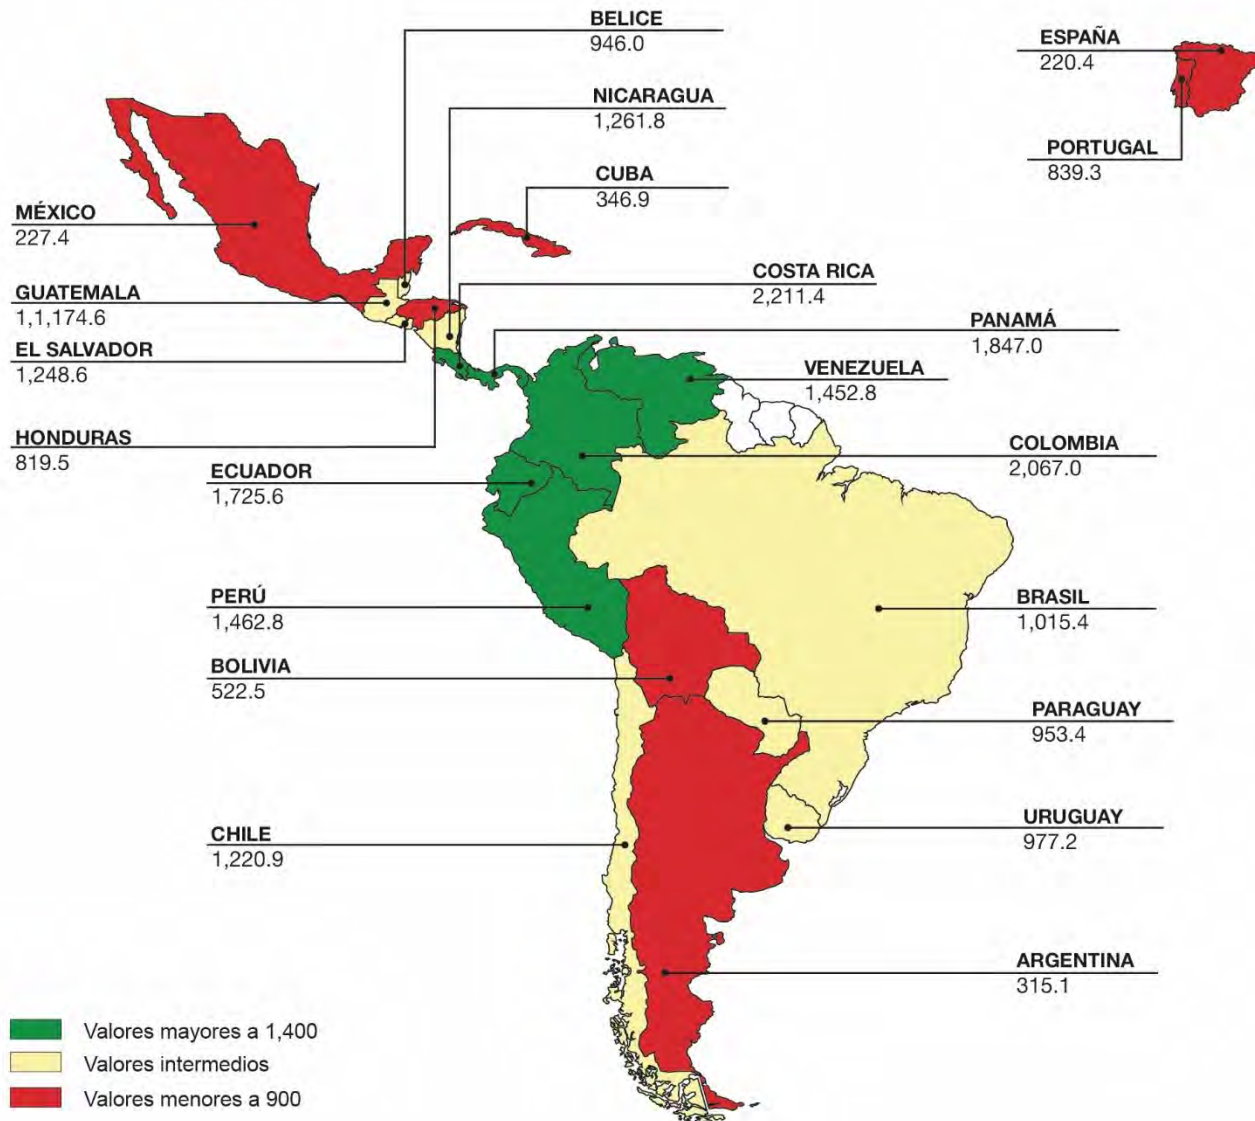 BELICE
946.0
ESPAÑA
220.4
NICARAGUA
1,261.8
PORTUGAL
839.3
CUBA
346.9
MÉXICO
227.4
COSTA RICA
2,211.4
GUATEMALA
1,1,174.6
PANAMÁ
1,847.0
EL SALVADOR
1,248.6
VENEZUELA
1,452.8
HONDURAS
819.5
COLOMBIA
2,067.0
ECUADOR
1,725.6
PERÚ
1,462.8
BRASIL
1,015.4
BOLIVIA
522.5
PARAGUAY
953.4
CHILE
1,220.9
URUGUAY
977.2
ARGENTINA
315.1
Valores mayores a 1,400
Valores intermedios
Valores menores a 900